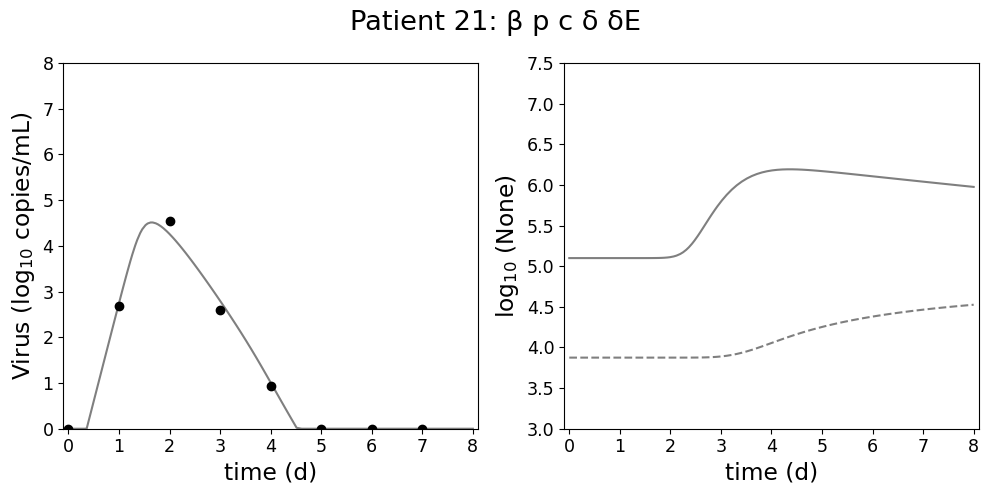 Patient 21: β p c δ δE
Virus (log10 copies/mL)
8
7
6
5
4
3
2
1
0
0 1 2 3 4 5 6 7 8
time (d)
log10 (None)
7.5
7.0
6.5
6.0
5.5
5.0
4.5
4.0
3.5
3.0
0 1 2 3 4 5 6 7 8
time (d)